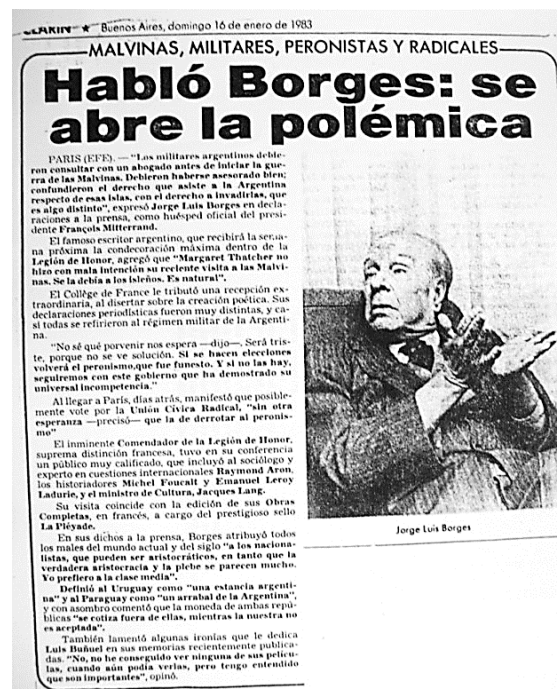 CLARIN ★ Buenos Aires, domingo 16 de enero de 1983
MALVINAS, MILITARES, PERONISTAS Y RADICALES
Habló Borges: se
abre la polémica
PARIS (EFE). — "Los militares argentinos debie-
ron consultar con un abogado antes de iniciar la gue-
rra de las Malvinas. Debieron haberse asesorado bien;
confundieron el derecho que asiste a la Argentina
respecto de esas islas, con el derecho a invadirlas, que
es algo distinto", expresó Jorge Luis Borges en decla-
raciones a la prensa, como huésped oficial del presi-
dente François Mitterrand.
El famoso escritor argentino, que recibirá la sema-
na próxima la condecoración máxima dentro de la
Legión de Honor, agregó que "Margaret Thatcher no
hizo con mala intención su reciente visita a las Malvi-
nas. Se la debía a los isleños. Es natural".
El Collège de France le tributó una recepción ex-
traordinaria, al disertar sobre la creación poética. Sus
declaraciones periodísticas fueron muy distintas, y ca-
si todas se refirieron al régimen militar de la Argenti-
na.
"No sé qué porvenir nos espera —dijo—. Será tris-
te, porque no se ve solución. Si se hacen elecciones
volverá el peronismo,que fue funesto. Y si no las hay,
seguiremos con este gobierno que ha demostrado su
universal incompetencia."
Al llegar a París, días atrás, manifestó que posible-
mente vote por la Unión Cívica Radical, "sin otra
esperanza —precisó— que la de derrotar al peronis-
mo"
El inminente Comendador de la Legión de Honor,
suprema distinción francesa, tuvo en su conferencia
un público muy calificado, que incluyó al sociólogo y
experto en cuestiones internacionales Raymond Aron,
los historiadores Michel Foucalt y Emanuel Leroy
Ladurie, y el ministro de Cultura, Jacques Lang.
Su visita coincide con la edición de sus Obras
Completas, en francés, a cargo del prestigioso sello
La Pléyade.
En sus dichos a la prensa, Borges atribuyó todos
los males del mundo actual y del siglo "a los naciona-
listas, que pueden ser aristocráticos, en tanto que la
verdadera aristocracia y la plebe se parecen mucho.
Yo prefiero a la clase media".
Definió al Uruguay como "una estancia argenti-
na" y al Paraguay como "un arrabal de la Argentina",
y con asombro comentó que la moneda de ambas repú-
blicas "se cotiza fuera de ellas, mientras la nuestra no
es aceptada".
También lamentó algunas ironías que le dedica
Luis Buñuel en sus memorias recientemente publica-
das. "No, no he conseguido ver ninguna de sus pelícu-
las, cuando aún podía verlas, pero tengo entendido
que son importantes", opinó.
Jorge Luis Borges